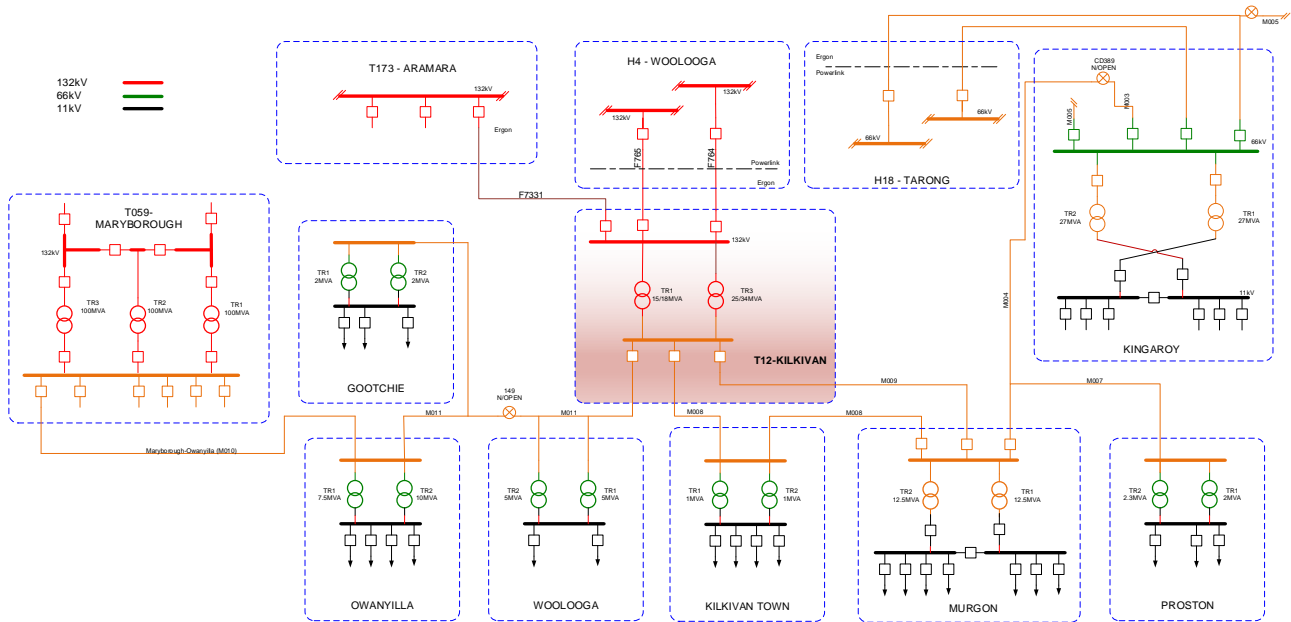 132kV
66kV
11kV
T173 - ARAMARA
132kV
Ergon
F7331
H4 - WOOLOOGA
132kV
132kV
F765
F764
Powerlink
Ergon
Ergon
Powerlink
66kV
66kV
H18 - TARONG
M005
CD389
N/OPEN
M005
M003
66kV
TR2
27MVA
TR1
27MVA
11kV
KINGAROY
M004
T059-
MARYBOROUGH
132kV
TR3
100MVA
TR2
100MVA
TR1
100MVA
TR1
2MVA
TR2
2MVA
GOOTCHIE
132kV
TR1
15/18MVA
TR3
25/34MVA
T12-KILKIVAN
149
N/OPEN
M011
M011
M008
M008
M009
M007
Maryborough-Owanyilla (M010)
TR1
7.5MVA
TR2
10MVA
OWANYILLA
TR2
5MVA
TR1
5MVA
WOOLOOGA
TR1
1MVA
TR2
1MVA
KILKIVAN TOWN
TR2
12.5MVA
TR1
12.5MVA
MURGON
TR2
2.3MVA
TR1
2MVA
PROSTON